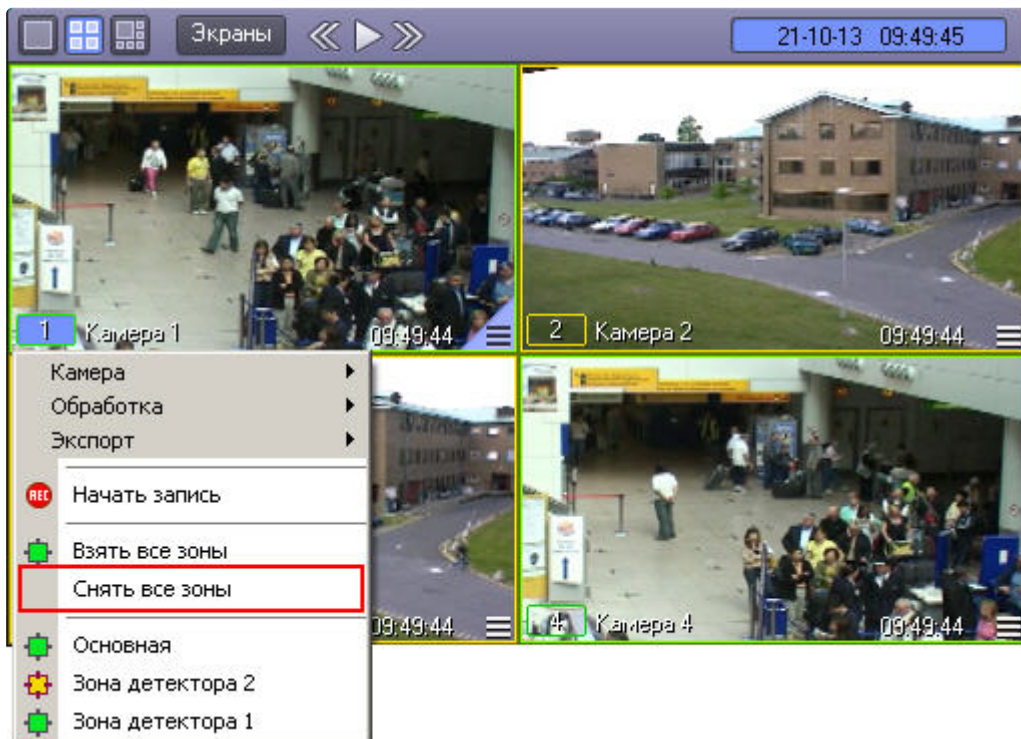 Экраны
21-10-13 09:49:45
1 Камера 1 09:49:44
2 Камера 2 09:49:44
Камера
Обработка
Экспорт
REC Начать запись
Взять все зоны
Снять все зоны
09:49:44
4 Камера 4 09:49:44
Основная
Зона детектора 2
Зона детектора 1